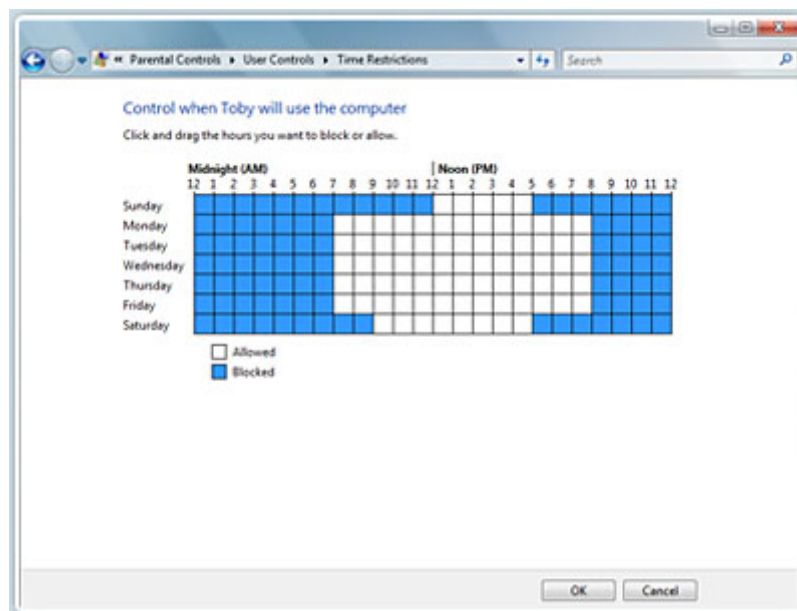 « Parental Controls ▸ User Controls ▸ Time Restrictions
Search
Control when Toby will use the computer
Click and drag the hours you want to block or allow.
Midnight (AM) Noon (PM)
12 1 2 3 4 5 6 7 8 9 10 11 12 1 2 3 4 5 6 7 8 9 10 11 12
Sunday
Monday
Tuesday
Wednesday
Thursday
Friday
Saturday
Allowed
Blocked
OK Cancel